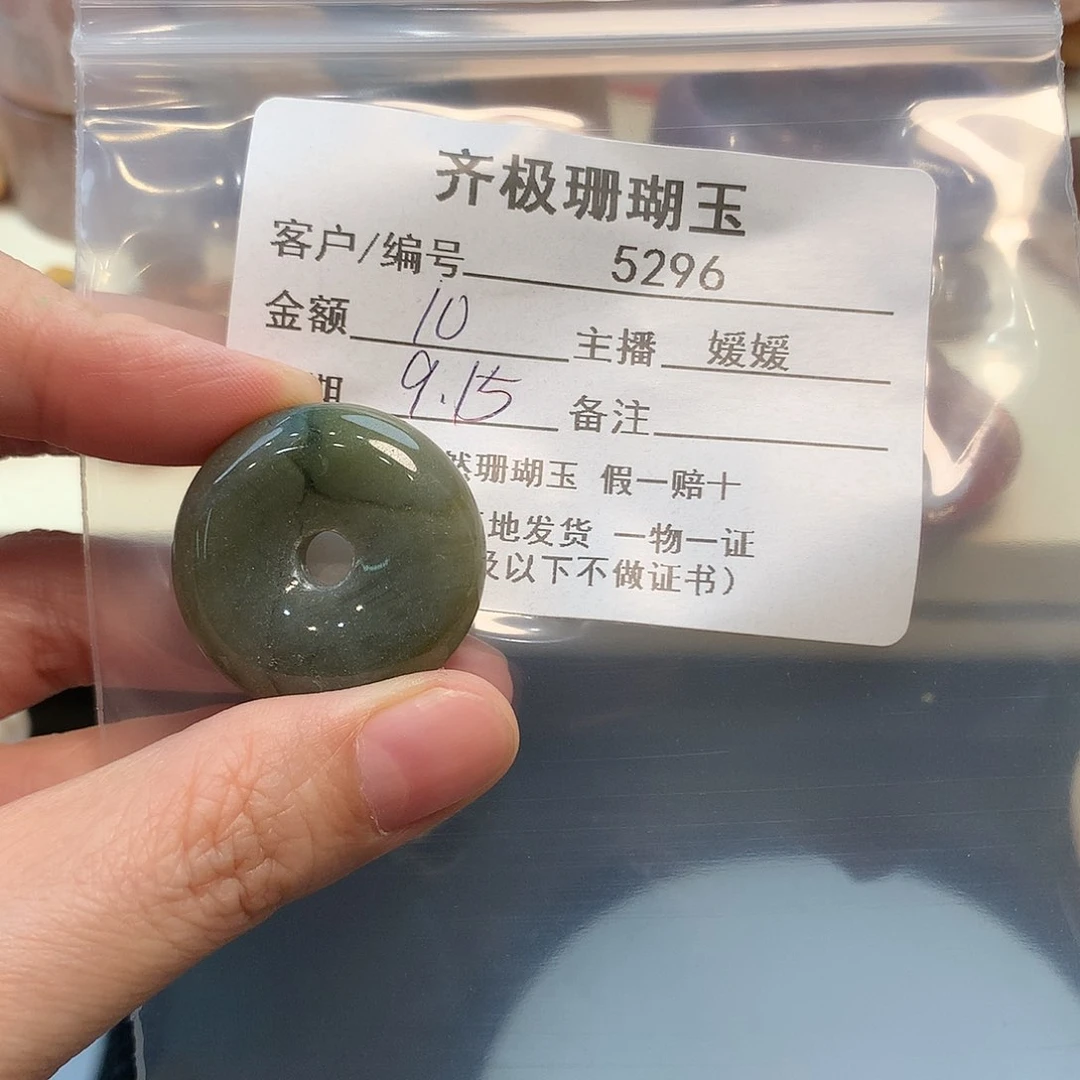 齐极珊瑚玉
客户/编号 5296
金额 10 主播 媛媛
期 9.15 备注
然珊瑚玉 假一赔十
地发货 一物一证
及以下不做证书）